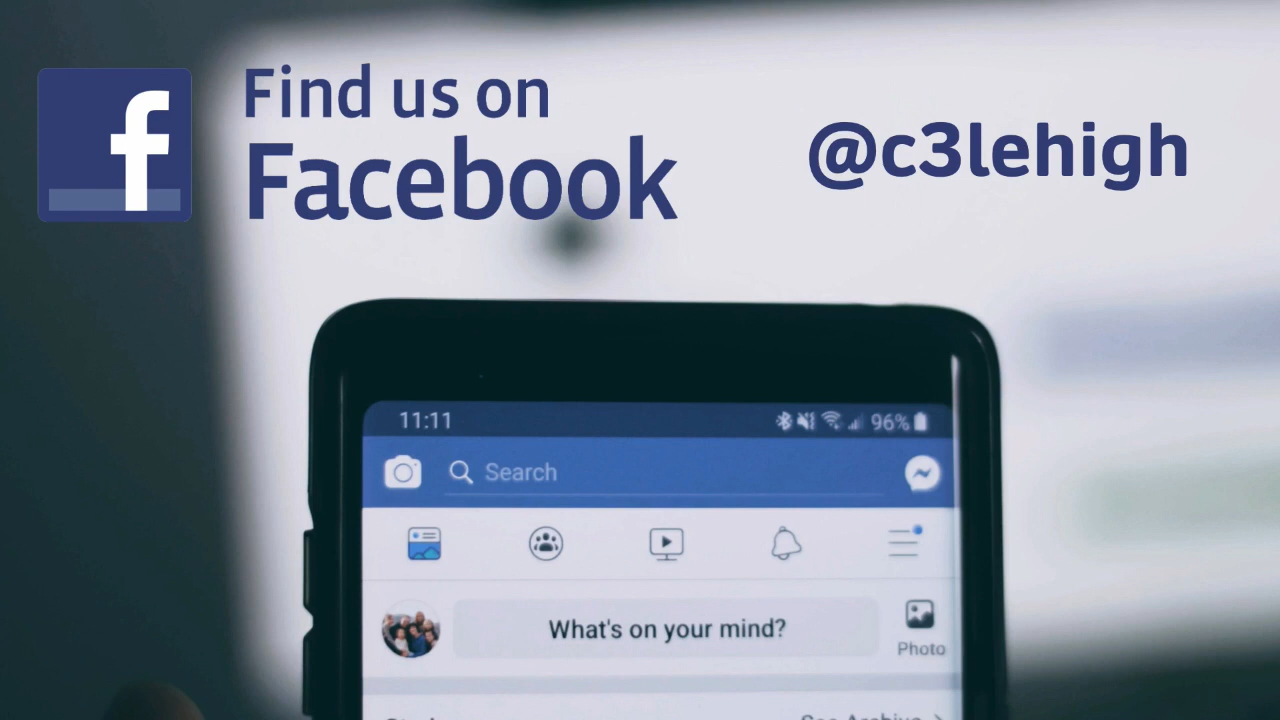 Find us on
Facebook
@c3lehigh
11:11
96%
Search
What's on your mind?
Photo